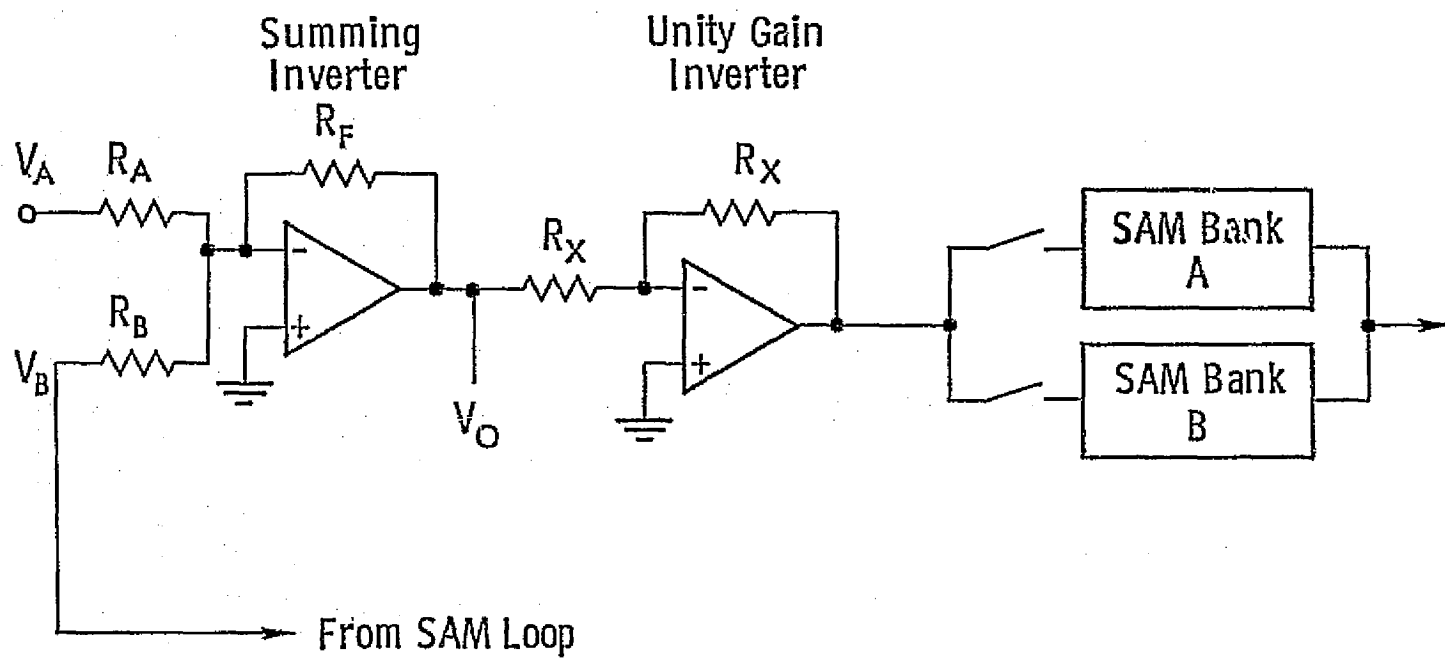 Summing
Inverter
Unity Gain
Inverter
R_F
V_A
R_A
R_X
R_X
SAM Bank
A
-
-
R_B
+
V_B
+
V_O
SAM Bank
B
From SAM Loop